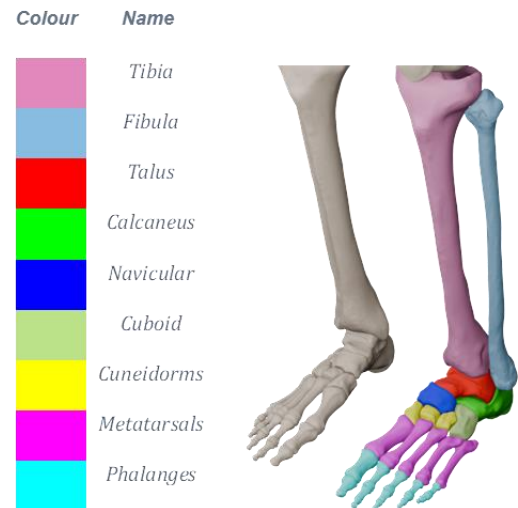 Colour Name
Tibia
Fibula
Talus
Calcaneus
Navicular
Cuboid
Cuneidorms
Metatarsals
Phalanges